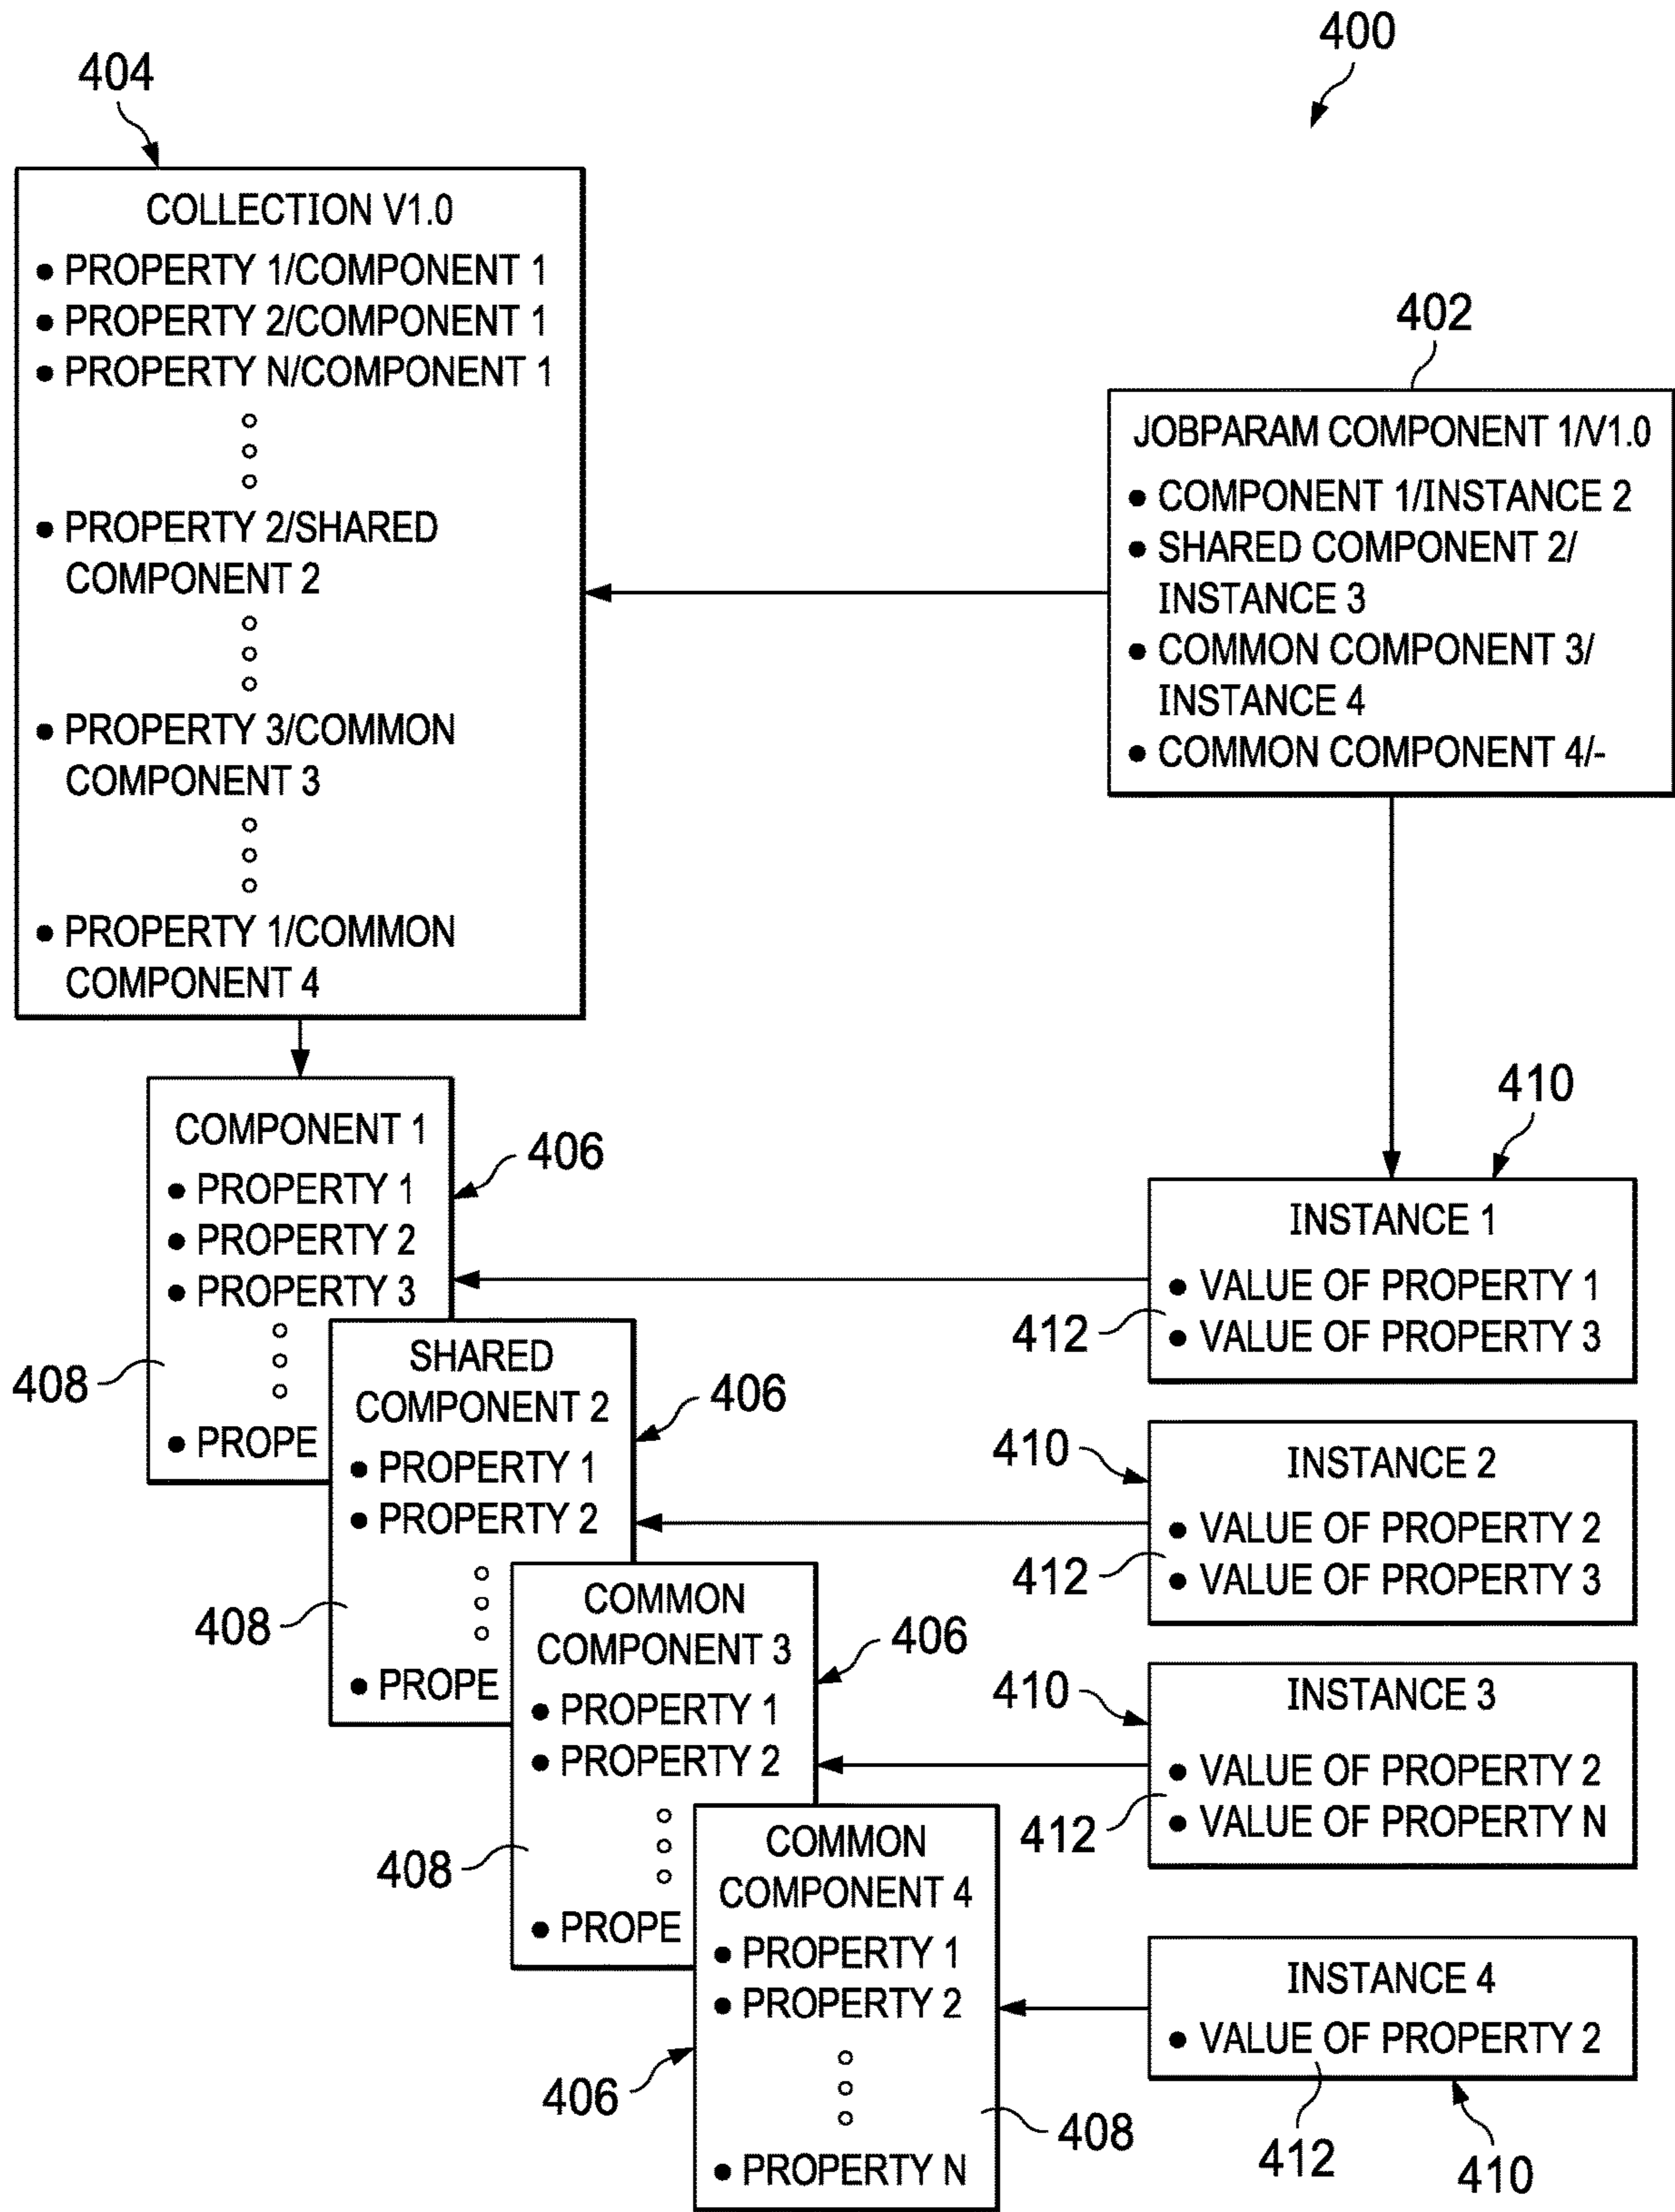 400
404
COLLECTION V1.0
● PROPERTY 1/COMPONENT 1
● PROPERTY 2/COMPONENT 1
● PROPERTY N/COMPONENT 1
● PROPERTY 2/SHARED
COMPONENT 2
● PROPERTY 3/COMMON
COMPONENT 3
● PROPERTY 1/COMMON
COMPONENT 4
402
JOBPARAM COMPONENT 1/V1.0
● COMPONENT 1/INSTANCE 2
● SHARED COMPONENT 2/
INSTANCE 3
● COMMON COMPONENT 3/
INSTANCE 4
● COMMON COMPONENT 4/-
COMPONENT 1
● PROPERTY 1
● PROPERTY 2
● PROPERTY 3
● PROPE
406
408
SHARED
COMPONENT 2
● PROPERTY 1
● PROPERTY 2
● PROPE
406
408
COMMON
COMPONENT 3
● PROPERTY 1
● PROPERTY 2
● PROPE
406
408
COMMON
COMPONENT 4
● PROPERTY 1
● PROPERTY 2
● PROPERTY N
406
408
410
INSTANCE 1
● VALUE OF PROPERTY 1
● VALUE OF PROPERTY 3
412
410
INSTANCE 2
● VALUE OF PROPERTY 2
● VALUE OF PROPERTY 3
412
410
INSTANCE 3
● VALUE OF PROPERTY 2
● VALUE OF PROPERTY N
412
INSTANCE 4
● VALUE OF PROPERTY 2
412
410